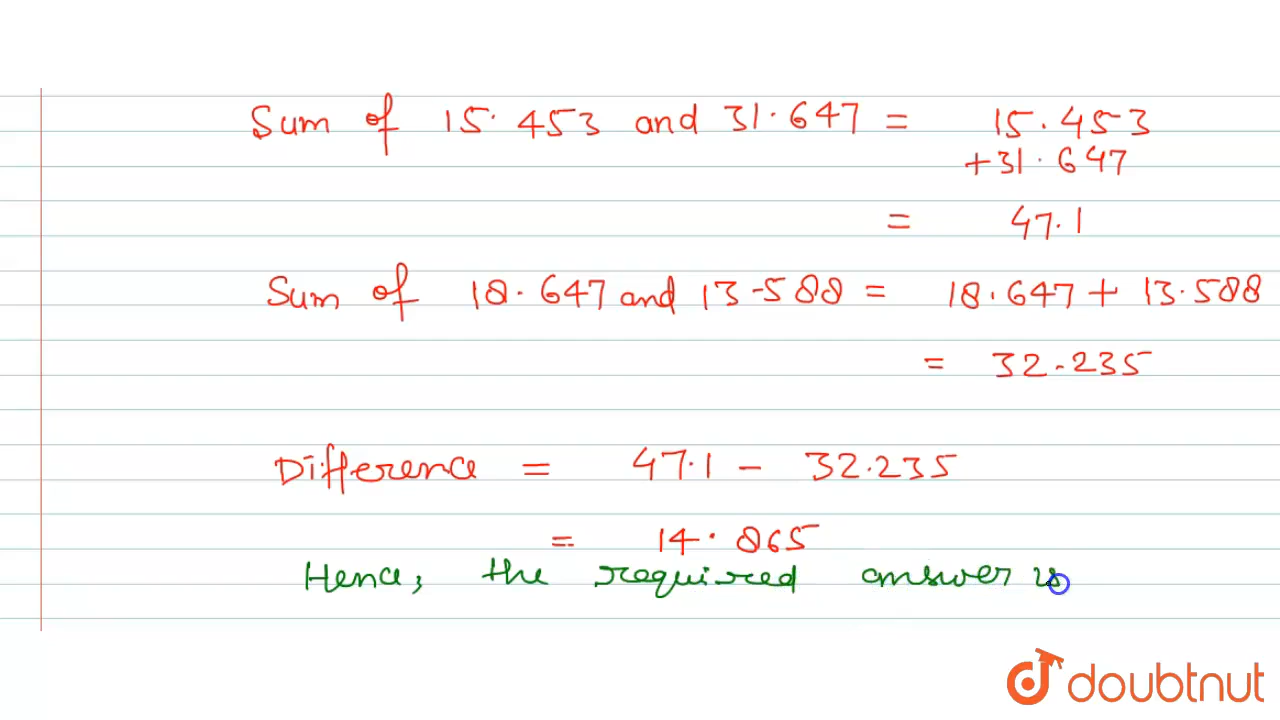 Sum of 15.453 and 31.647 = 15.453
+31.647
= 47.1
Sum of 18.647 and 13.588 = 18.647 + 13.588
= 32.235
Difference = 47.1 - 32.235
= 14.865
Hence, the required answer is
doubtnut